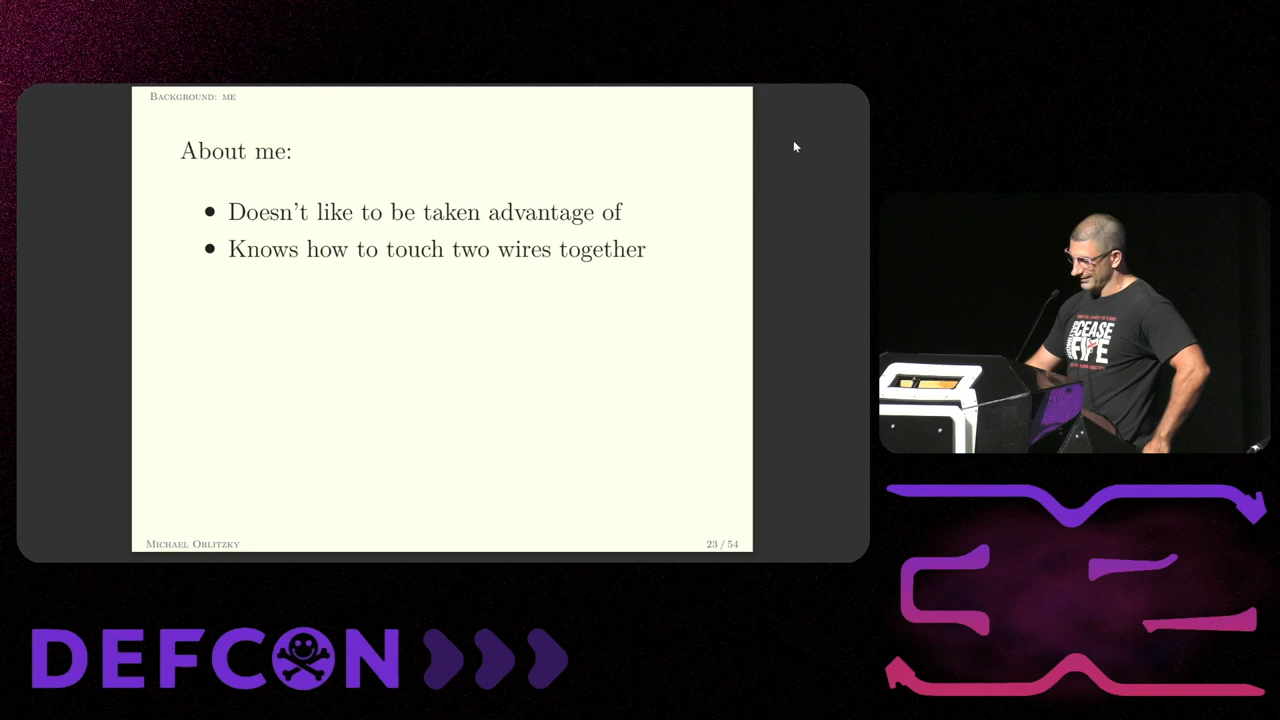 BACKGROUND: ME
About me:
• Doesn't like to be taken advantage of
• Knows how to touch two wires together
MICHAEL ORLITZKY
23 / 54
CEASE
FIRE
DEFCON